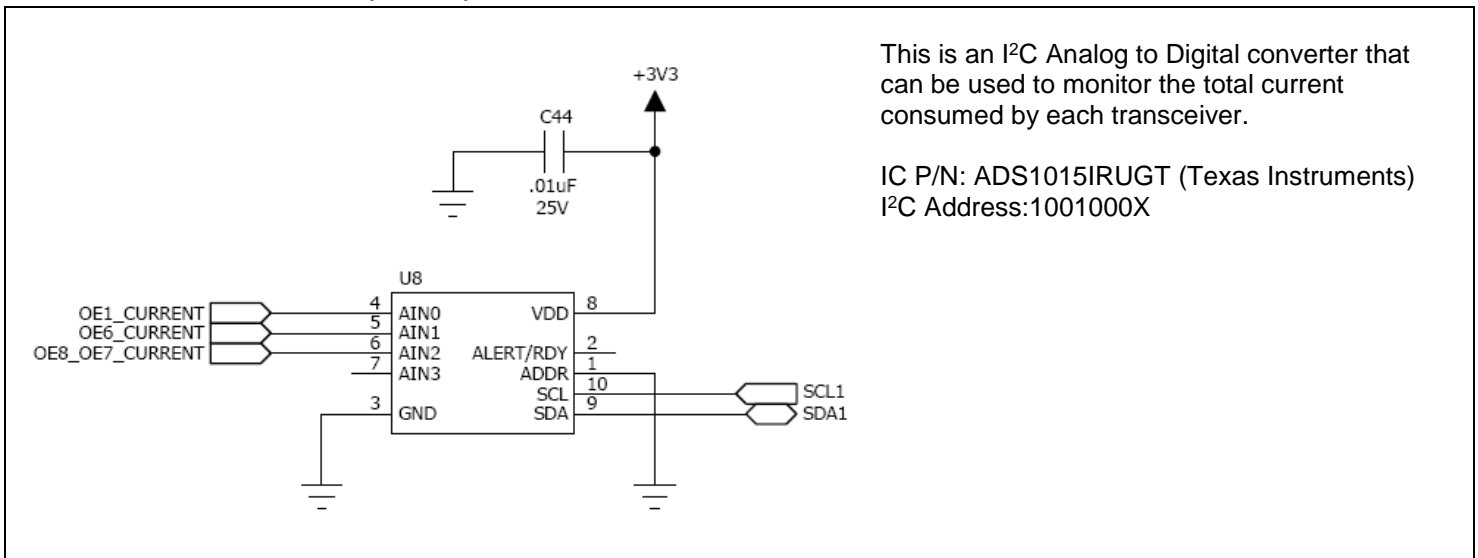 This is an I²C Analog to Digital converter that
can be used to monitor the total current
consumed by each transceiver.
IC P/N: ADS1015IRUGT (Texas Instruments)
I²C Address:1001000X
+3V3
C44
.01uF
25V
U8
OE1_CURRENT 4 AIN0 VDD 8
OE6_CURRENT 5 AIN1
OE8_OE7_CURRENT 6 AIN2 ALERT/RDY 2
7 AIN3 ADDR 1
SCL 10 SCL1
3 GND SDA 9 SDA1